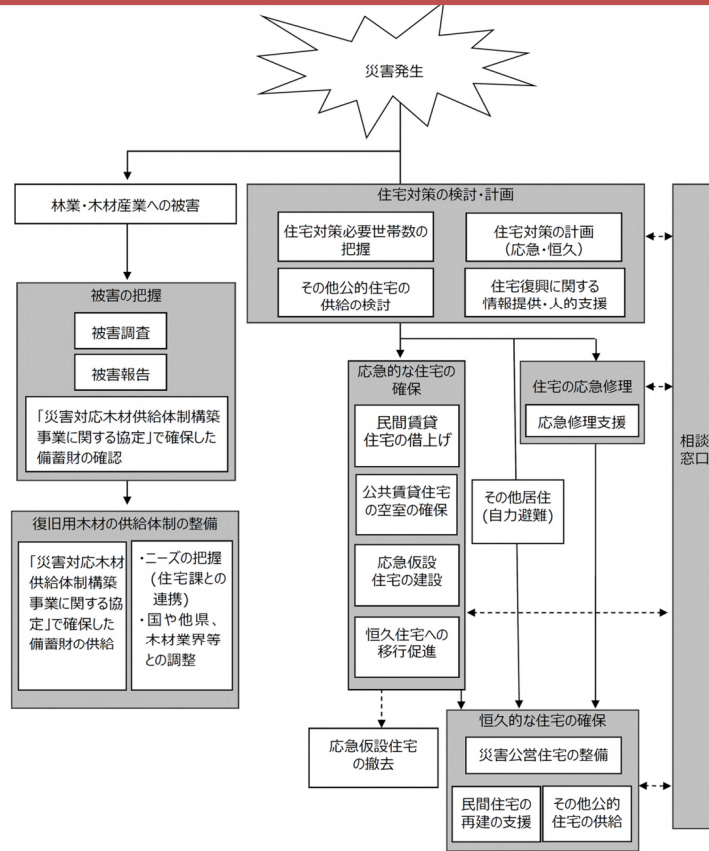 災害発生
林業・木材産業への被害
被害の把握
被害調査
被害報告
「災害対応木材供給体制構築
事業に関する協定」で確保した
備蓄財の確認
復旧用木材の供給体制の整備
「災害対応木材
供給体制構築
事業に関する協
定」で確保した
備蓄財の供給
・ニーズの把握
(住宅課との
連携)
・国や他県、
木材業界等
との調整
住宅対策の検討・計画
住宅対策必要世帯数の
把握
住宅対策の計画
(応急・恒久)
その他公的住宅の
供給の検討
住宅復興に関する
情報提供・人的支援
応急的な住宅の
確保
民間賃貸
住宅の借上げ
公共賃貸住宅
の空室の確保
応急仮設
住宅の建設
恒久住宅への
移行促進
応急仮設住宅
の撤去
その他居住
(自力避難)
住宅の応急修理
応急修理支援
恒久的な住宅の確保
災害公営住宅の整備
民間住宅の
再建の支援
その他公的
住宅の供給
相談
窓口